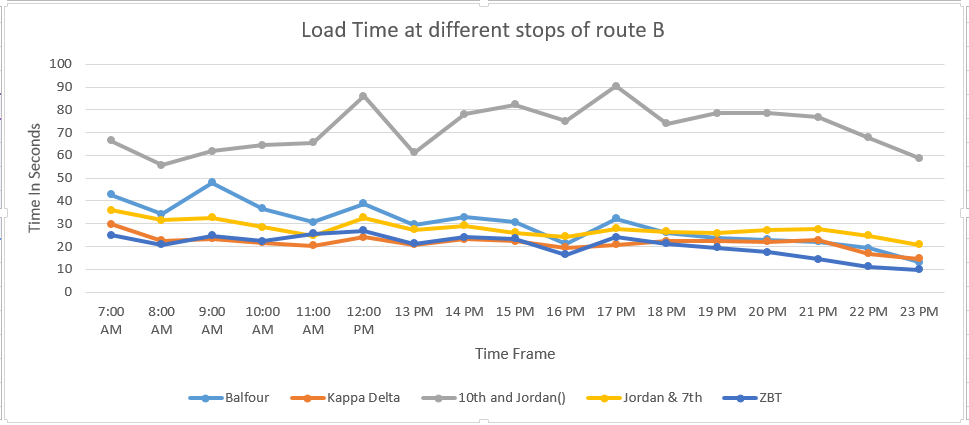 Load Time at different stops of route B
100
90
80
70
60
50
40
30
20
10
0
Time In Seconds
7:00 AM
8:00 AM
9:00 AM
10:00 AM
11:00 AM
12:00 PM
13 PM
14 PM
15 PM
16 PM
17 PM
18 PM
19 PM
20 PM
21 PM
22 PM
23 PM
Time Frame
Balfour
Kappa Delta
10th and Jordan()
Jordan & 7th
ZBT